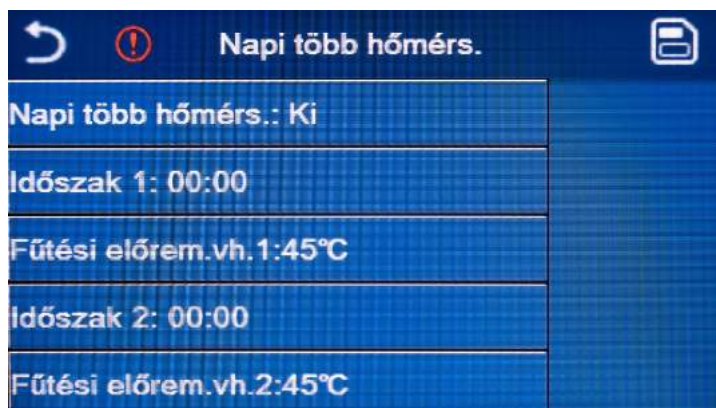 Napi több hőmérs.
Napi több hőmérs.: Ki
Időszak 1: 00:00
Fűtési előrem.vh.1:45℃
Időszak 2: 00:00
Fűtési előrem.vh.2:45℃